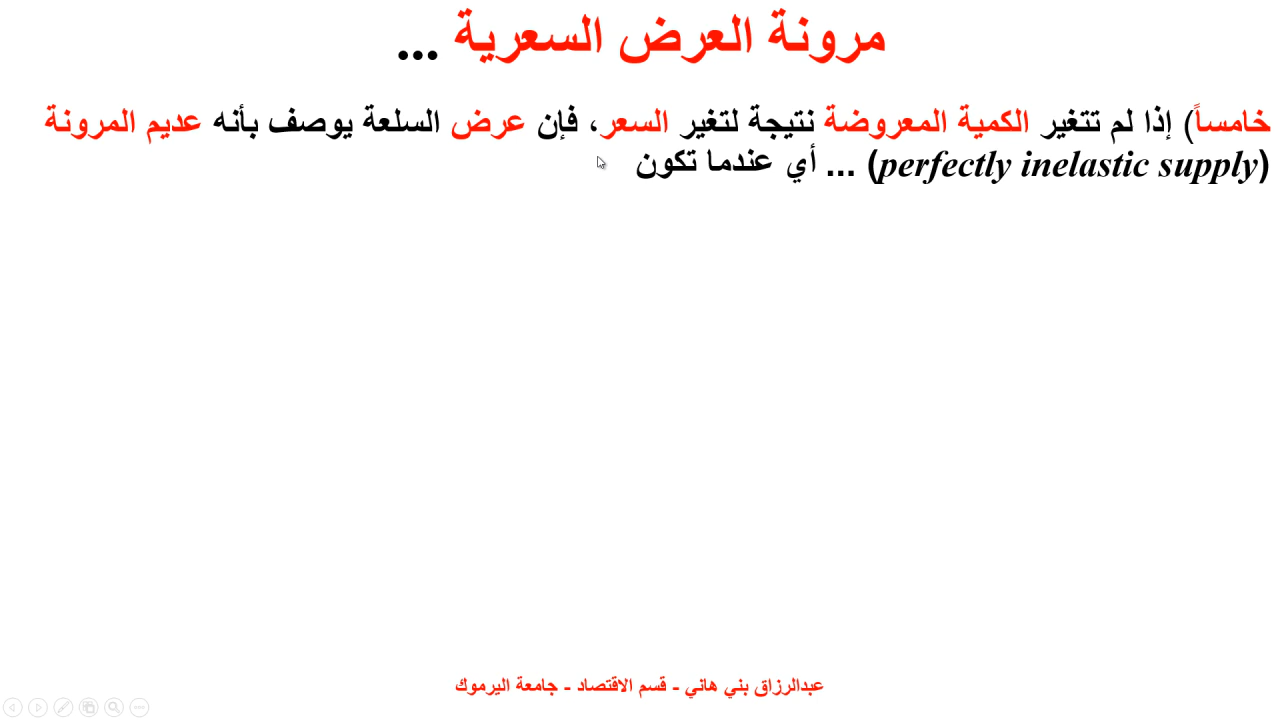 مرونة العرض السعرية ...
خامساً) إذا لم تتغير الكمية المعروضة نتيجة لتغير السعر، فإن عرض السلعة يوصف بأنه عديم المرونة
(perfectly inelastic supply) ... أي عندما تكون
عبدالرزاق بني هاني - قسم الاقتصاد - جامعة اليرموك